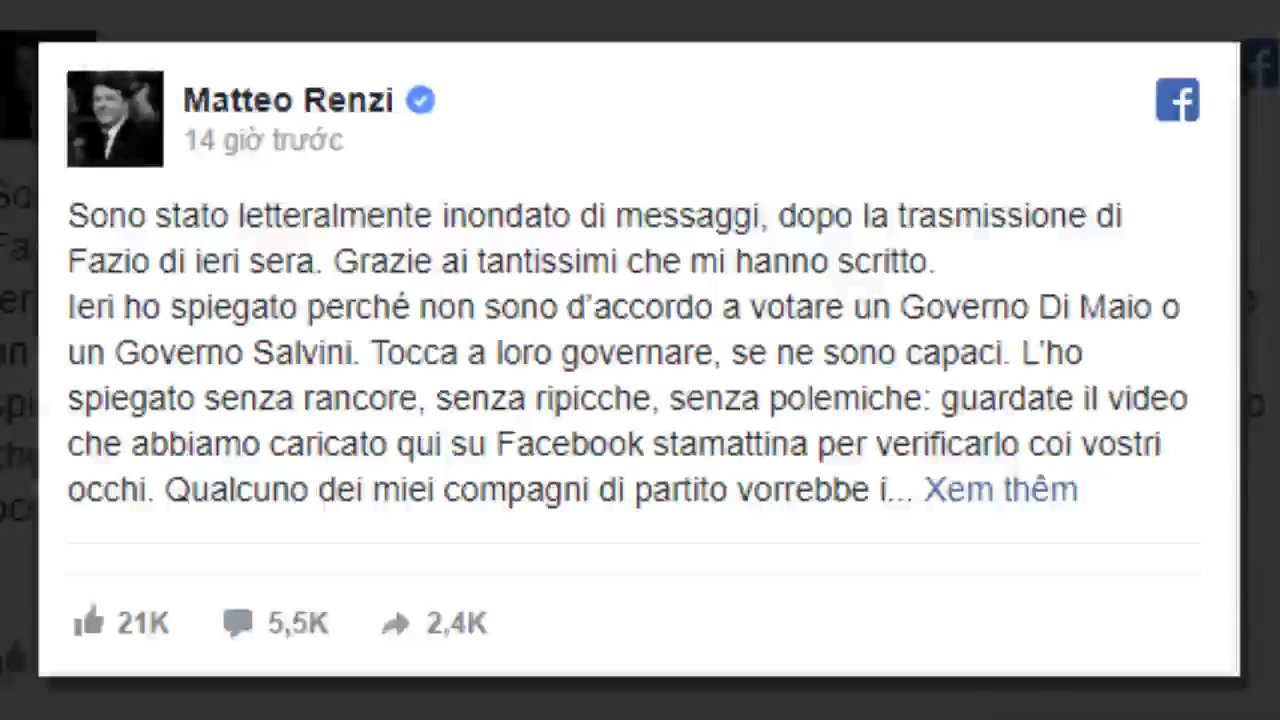 Matteo Renzi
14 giờ trước
Sono stato letteralmente inondato di messaggi, dopo la trasmissione di
Fazio di ieri sera. Grazie ai tantissimi che mi hanno scritto.
Ieri ho spiegato perché non sono d'accordo a votare un Governo Di Maio o
un Governo Salvini. Tocca a loro governare, se ne sono capaci. L'ho
spiegato senza rancore, senza ripicche, senza polemiche: guardate il video
che abbiamo caricato qui su Facebook stamattina per verificarlo coi vostri
occhi. Qualcuno dei miei compagni di partito vorrebbe i... Xem thêm
21K 5,5K 2,4K